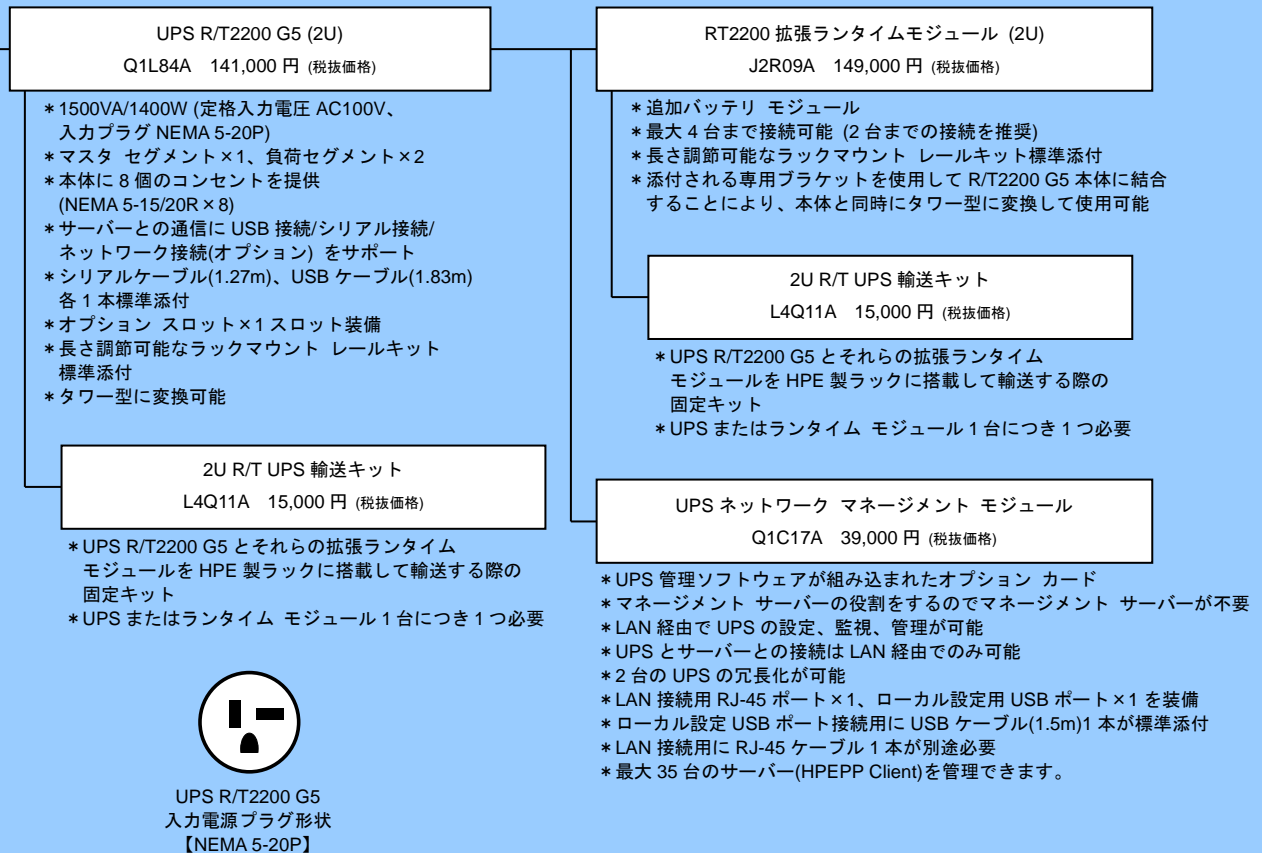 UPS R/T2200 G5 (2U)
Q1L84A 141,000 円 (税抜価格)
*1500VA/1400W (定格入力電圧 AC100V、
入力プラグ NEMA 5-20P)
*マスタ セグメント×1、負荷セグメント×2
*本体に 8 個のコンセントを提供
(NEMA 5-15/20R×8)
*サーバーとの通信に USB 接続/シリアル接続/
ネットワーク接続(オプション) をサポート
*シリアルケーブル(1.27m)、USB ケーブル(1.83m)
各 1 本標準添付
*オプション スロット×1 スロット装備
*長さ調節可能なラックマウント レールキット
標準添付
*タワー型に変換可能
2U R/T UPS 輸送キット
L4Q11A 15,000 円 (税抜価格)
*UPS R/T2200 G5 とそれらの拡張ランタイム
モジュールを HPE 製ラックに搭載して輸送する際の
固定キット
*UPS またはランタイム モジュール 1 台につき 1 つ必要
UPS R/T2200 G5
入力電源プラグ形状
【NEMA 5-20P】
RT2200 拡張ランタイムモジュール (2U)
J2R09A 149,000 円 (税抜価格)
*追加バッテリ モジュール
*最大 4 台まで接続可能 (2 台までの接続を推奨)
*長さ調節可能なラックマウント レールキット標準添付
*添付される専用ブラケットを使用して R/T2200 G5 本体に結合
することにより、本体と同時にタワー型に変換して使用可能
2U R/T UPS 輸送キット
L4Q11A 15,000 円 (税抜価格)
*UPS R/T2200 G5 とそれらの拡張ランタイム
モジュールを HPE 製ラックに搭載して輸送する際の
固定キット
*UPS またはランタイム モジュール 1 台につき 1 つ必要
UPS ネットワーク マネージメント モジュール
Q1C17A 39,000 円 (税抜価格)
*UPS 管理ソフトウェアが組み込まれたオプション カード
*マネージメント サーバーの役割をするのでマネージメント サーバーが不要
*LAN 経由で UPS の設定、監視、管理が可能
*UPS とサーバーとの接続は LAN 経由でのみ可能
*2 台の UPS の冗長化が可能
*LAN 接続用 RJ-45 ポート×1、ローカル設定用 USB ポート×1 を装備
*ローカル設定 USB ポート接続用に USB ケーブル(1.5m)1 本が標準添付
*LAN 接続用に RJ-45 ケーブル 1 本が別途必要
*最大 35 台のサーバー(HPEPP Client)を管理できます。